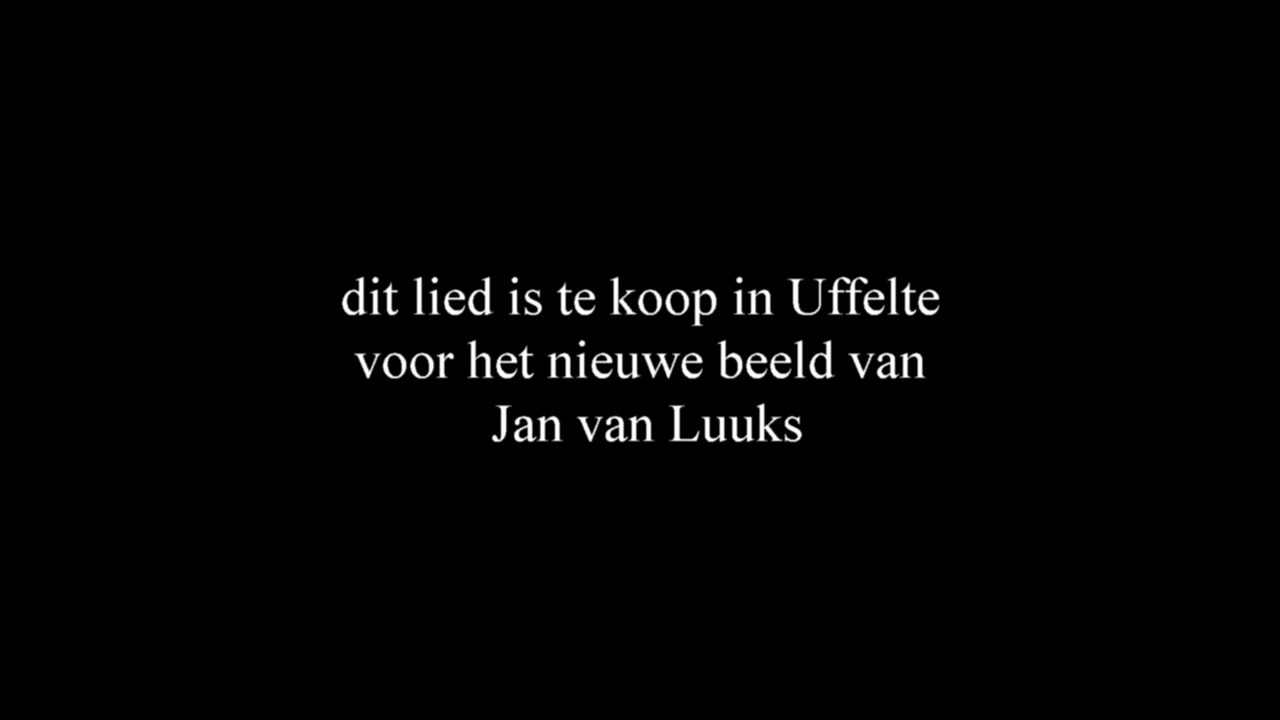 dit lied is te koop in Uffelte
voor het nieuwe beeld van
Jan van Luuks